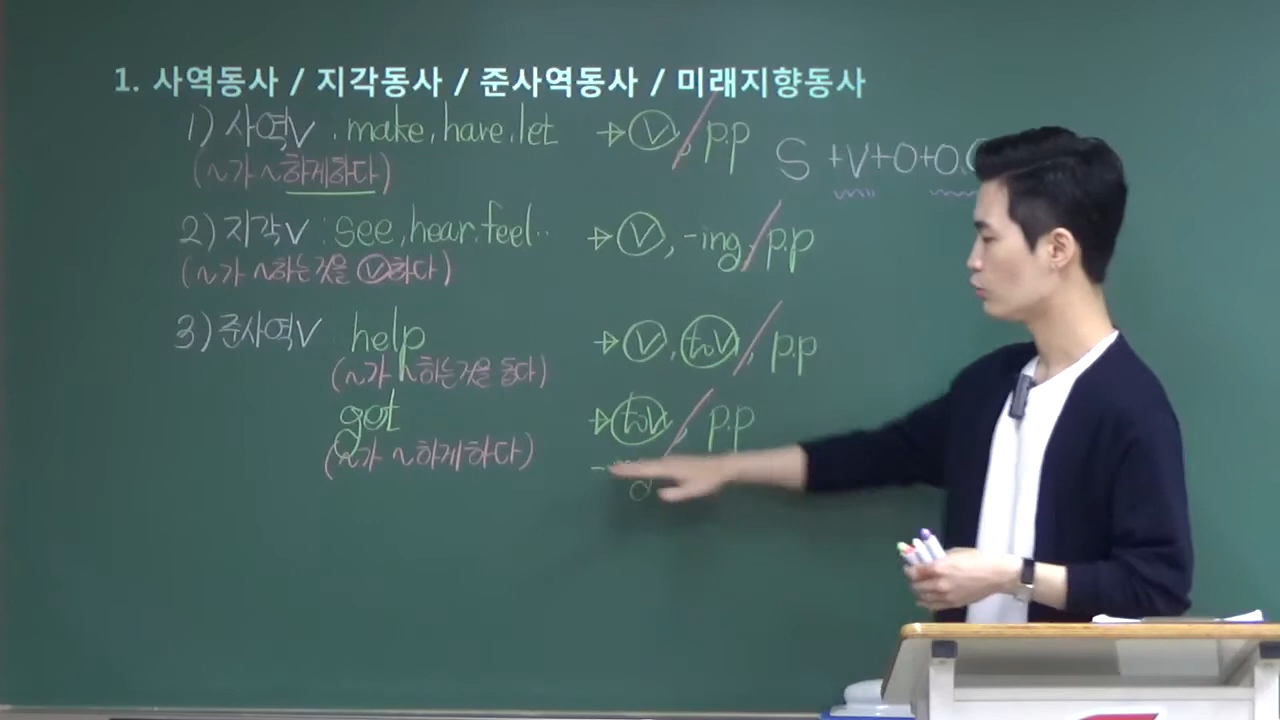 1. 사역동사 / 지각동사 / 준사역동사 / 미래지향동사
1) 사역V : make, have, let → V, / p.p
(~가 ~하게하다)
S + V + O + O.
2) 지각V : see, hear, feel.. → V, -ing, / p.p
(~가 ~하는것을 V하다)
3) 준사역V : help → V, toV, / p.p
(~가 ~하는것을 돕다)
get → toV, / p.p
(~가 ~하게하다)